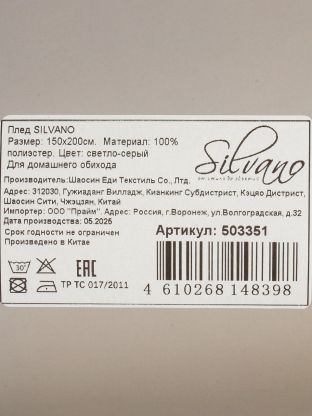 Плед SILVANO
Размер: 150х200см. Материал: 100%
полиэстер. Цвет: светло-серый
Для домашнего обихода
Silvano
Производитель:Шаосин Еди Текстиль Со., Лтд.
Адрес: 312030, Гужиаданг Вилладж, Кианкинг Субдистрист, Кэцяо Дистрист,
Шаосин Сити, Чжэцзян, Китай
Импортер: ООО "Прайм". Адрес: Россия, г.Воронеж, ул.Волгоградская, д.32
Дата производства: 05.2025
Срок годности не ограничен
Произведено в Китае
Артикул: 503351
30°
EAC
ТР ТС 017/2011
4 610268 148398